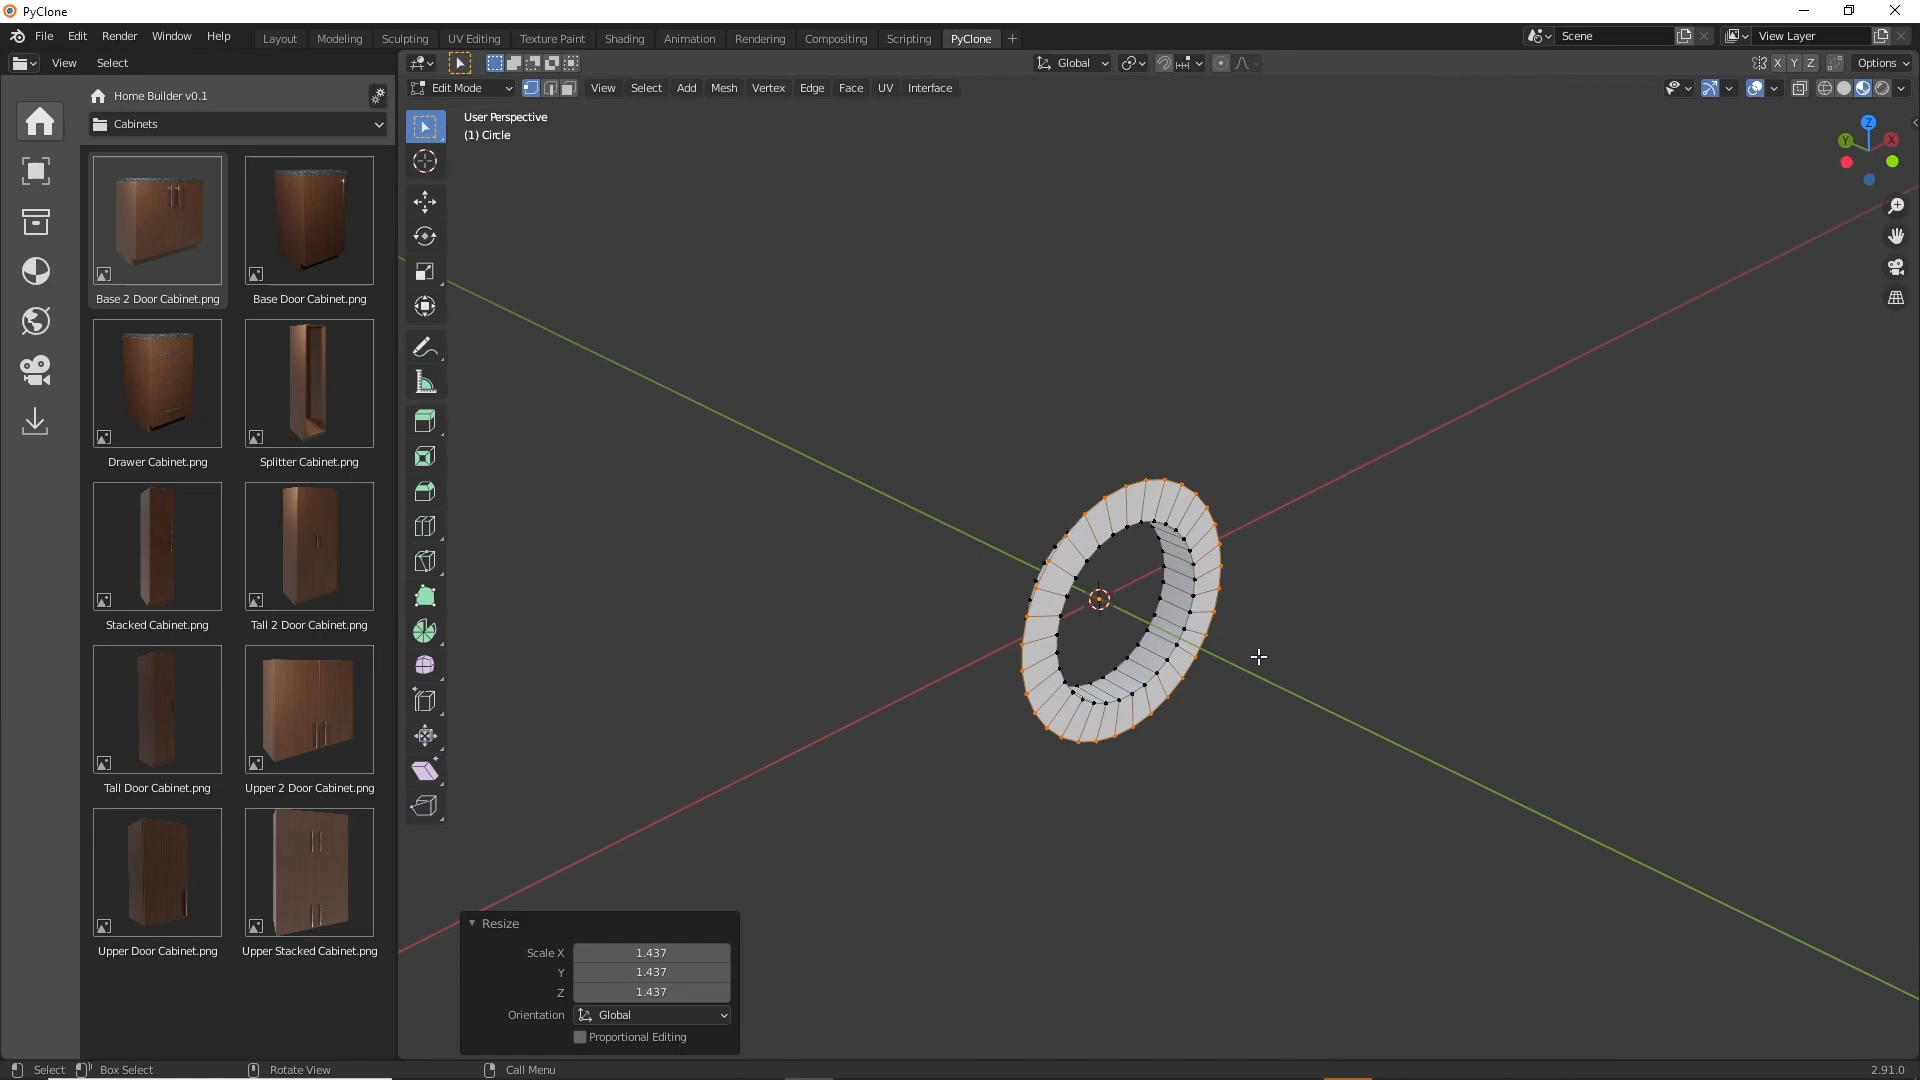 PyClone
File Edit Render Window Help
Layout Modeling Sculpting UV Editing Texture Paint Shading Animation Rendering Compositing Scripting PyClone
Scene
View Layer
View Select
Global
X Y Z
Options
Home Builder v0.1
Cabinets
Edit Mode
View Select Add Mesh Vertex Edge Face UV Interface
User Perspective
(1) Circle
Z
Y
X
Base 2 Door Cabinet.png
Base Door Cabinet.png
Drawer Cabinet.png
Splitter Cabinet.png
Stacked Cabinet.png
Tall 2 Door Cabinet.png
Tall Door Cabinet.png
Upper 2 Door Cabinet.png
Upper Door Cabinet.png
Upper Stacked Cabinet.png
Resize
Scale X 1.437
Y 1.437
Z 1.437
Orientation Global
Proportional Editing
Select Box Select Rotate View Call Menu 2.91.0